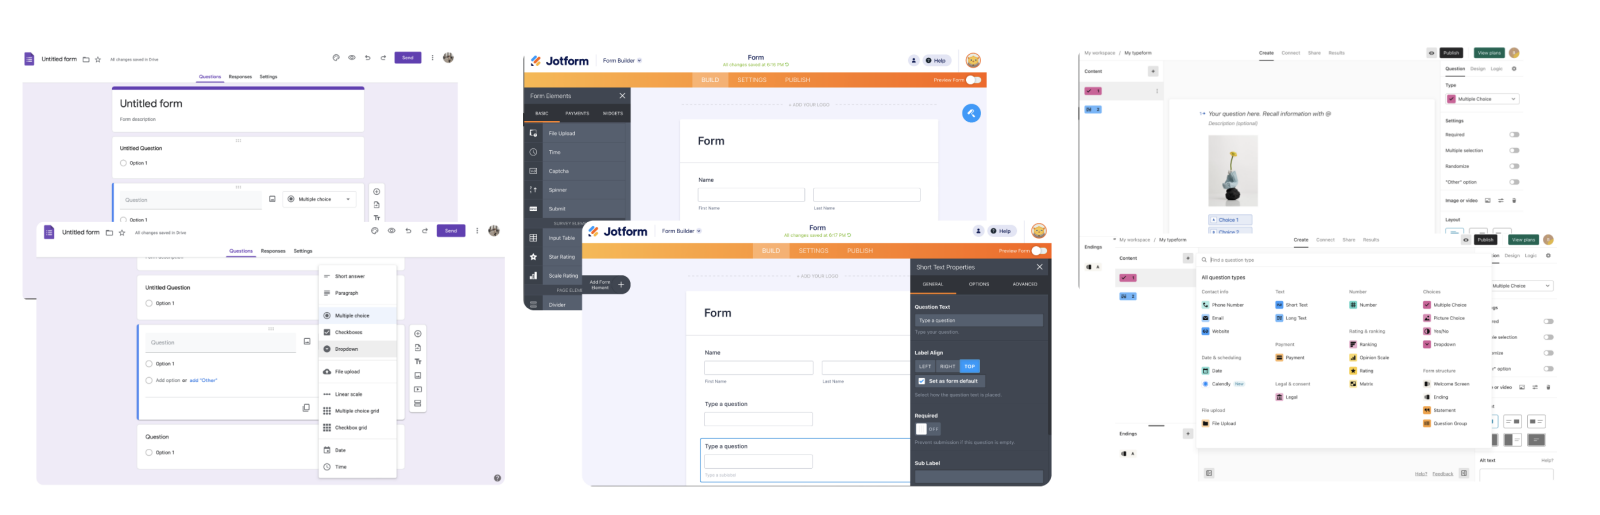 Untitled form
All changes saved in Drive
Send
Questions Responses Settings
Untitled form
Form description
Untitled Question
Option 1
Question
Multiple choice
Option 1
Untitled form
All changes saved in Drive
Send
Questions Responses Settings
Untitled Question
Option 1
Question
Option 1
Add option or add "Other"
Question
Option 1
Short answer
Paragraph
Multiple choice
Checkboxes
Dropdown
File upload
Linear scale
Multiple choice grid
Checkbox grid
Date
Time
Jotform
Form Builder
Form
All changes saved at 6:16 PM
Help
BUILD SETTINGS PUBLISH
Preview Form
Form Elements
BASIC PAYMENTS WIDGETS
File Upload
Time
Captcha
Spinner
Submit
Input Table
Star Rating
Scale Rating
Divider
+ ADD YOUR LOGO
Form
Name
First Name
Last Name
Jotform
Form Builder
Form
All changes saved at 6:17 PM
Help
BUILD SETTINGS PUBLISH
Preview Form
Add Form
Element
+ ADD YOUR LOGO
Form
Name
First Name
Last Name
Type a question
Type a question
Type a sublabel
Short Text Properties
GENERAL OPTIONS ADVANCED
Question Text
Type a question
Type your question.
Label Align
LEFT RIGHT TOP
Set as form default
Select how the question text is placed.
Required
OFF
Prevent submission if this question is empty.
Sub Label
My workspace / My typeform
Create Connect Share Results
Publish
View plans
Content
1
2
Your question here. Recall information with @
Description (optional)
Choice 1
Choice 2
Question Design Logic
Type
Multiple Choice
Settings
Required
Multiple selection
Randomize
"Other" option
Image or video
Layout
Endings
A
My workspace / My typeform
Create Connect Share Results
Publish
View plans
Content
1
2
Endings
A
Find a question type
All question types
Contact info
Phone Number
Email
Website
Date & scheduling
Date
Calendly New
File upload
File Upload
Text
Short Text
Long Text
Payment
Payment
Legal & consent
Legal
Number
Number
Rating & ranking
Ranking
Opinion Scale
Rating
Matrix
Choices
Multiple Choice
Picture Choice
Yes/No
Dropdown
Form structure
Welcome Screen
Ending
Statement
Question Group
Design Logic
Multiple Choice
Alt text
Help?
Help? Feedback